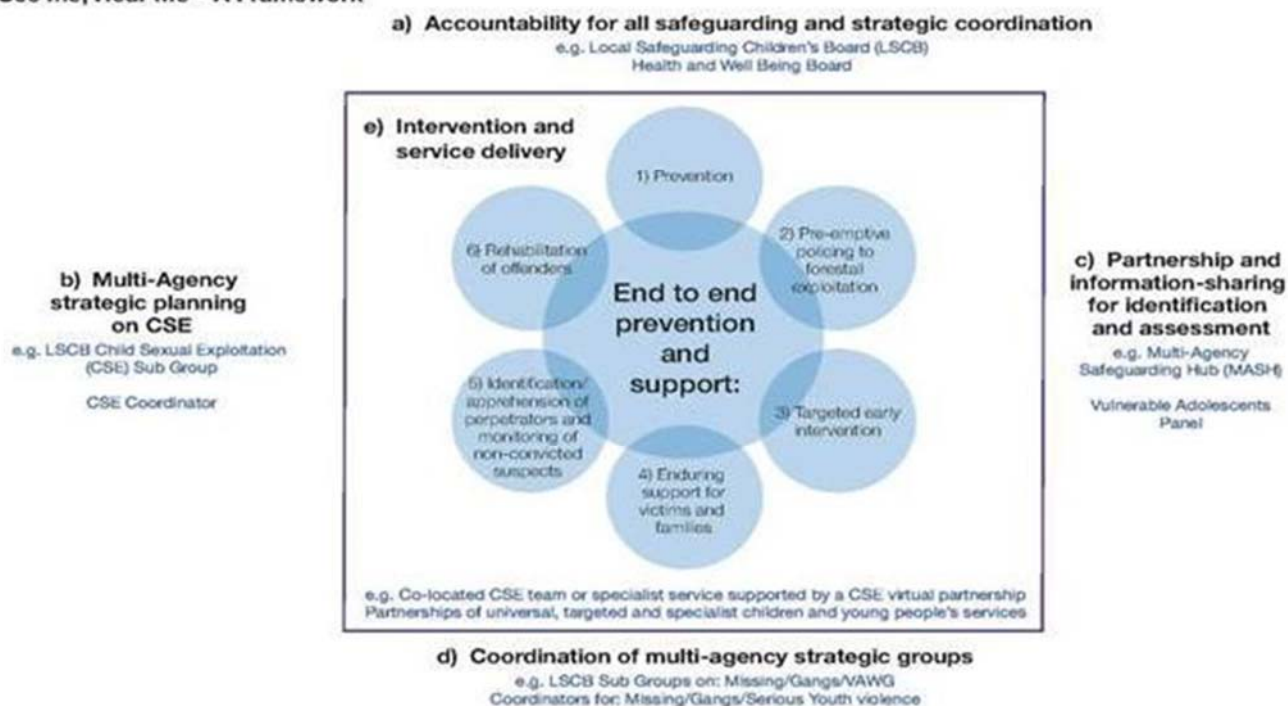 a) Accountability for all safeguarding and strategic coordination
e.g. Local Safeguarding Children's Board (LSCB)
Health and Well Being Board
e) Intervention and
service delivery
1) Prevention
2) Pre-emptive
policing to
forestall
exploitation
3) Targeted early
intervention
4) Enduring
support for
victims and
families
5) Identification/
apprehension of
perpetrators and
monitoring of
non-convicted
suspects
6) Rehabilitation
of offenders
End to end
prevention
and
support:
e.g. Co-located CSE team or specialist service supported by a CSE virtual partnership
Partnerships of universal, targeted and specialist children and young people's services
b) Multi-Agency
strategic planning
on CSE
e.g. LSCB Child Sexual Exploitation
(CSE) Sub Group
CSE Coordinator
c) Partnership and
information-sharing
for identification
and assessment
e.g. Multi-Agency
Safeguarding Hub (MASH)
Vulnerable Adolescents
Panel
d) Coordination of multi-agency strategic groups
e.g. LSCB Sub Groups on: Missing/Gangs/VAWG
Coordinators for: Missing/Gangs/Serious Youth violence